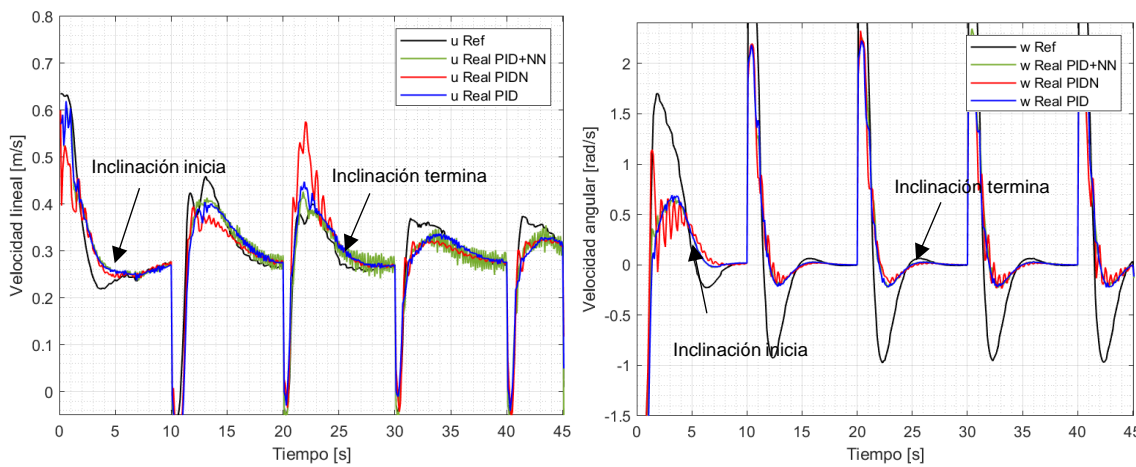 0.8
0.7
0.6
0.5
0.4
0.3
0.2
0.1
0
0 5 10 15 20 25 30 35 40 45
Velocidad lineal [m/s]
Tiempo [s]
u Ref
u Real PID+NN
u Real PIDN
u Real PID
Inclinación inicia
Inclinación termina
2
1.5
1
0.5
0
-0.5
-1
-1.5
0 5 10 15 20 25 30 35 40 45
Velocidad angular [rad/s]
Tiempo [s]
w Ref
w Real PID+NN
w Real PIDN
w Real PID
Inclinación termina
Inclinación inicia